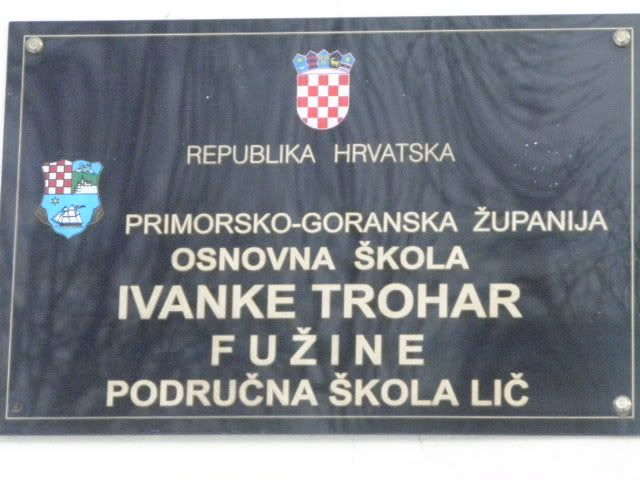 REPUBLIKA HRVATSKA
PRIMORSKO-GORANSKA ŽUPANIJA
OSNOVNA ŠKOLA
IVANKE TROHAR
FUŽINE
PODRUČNA ŠKOLA LIČ